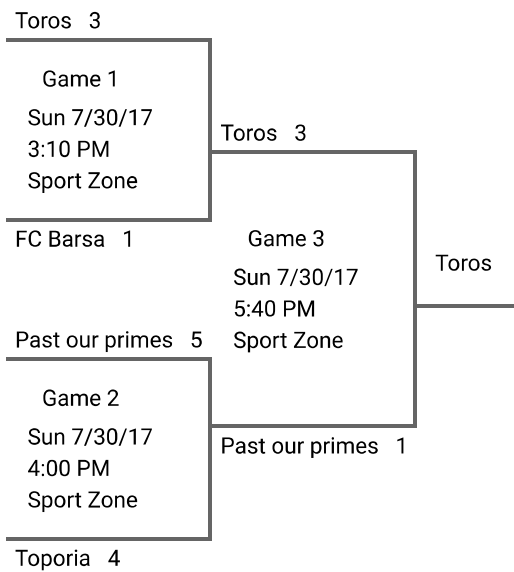 Toros 3
Game 1
Sun 7/30/17
3:10 PM
Sport Zone
FC Barsa 1
Past our primes 5
Game 2
Sun 7/30/17
4:00 PM
Sport Zone
Toporia 4
Toros 3
Game 3
Sun 7/30/17
5:40 PM
Sport Zone
Past our primes 1
Toros